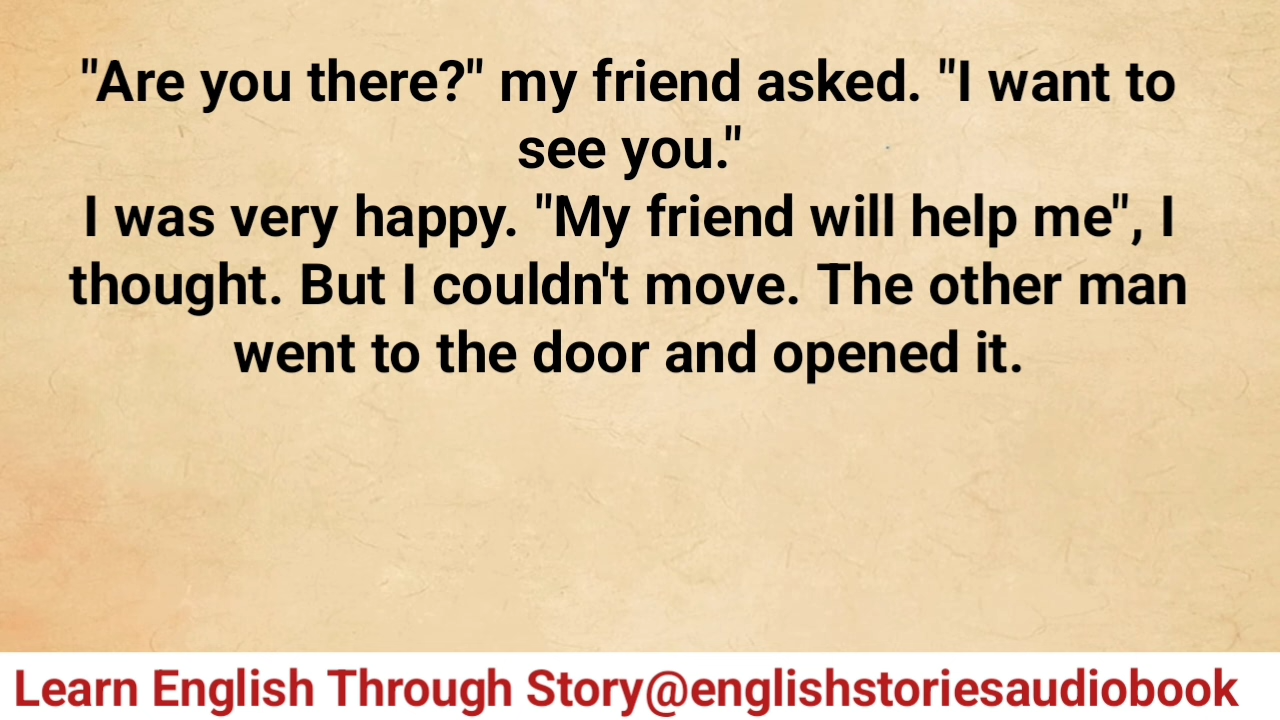 "Are you there?" my friend asked. "I want to
see you."
I was very happy. "My friend will help me", I
thought. But I couldn't move. The other man
went to the door and opened it.
Learn English Through Story@englishstoriesaudiobook